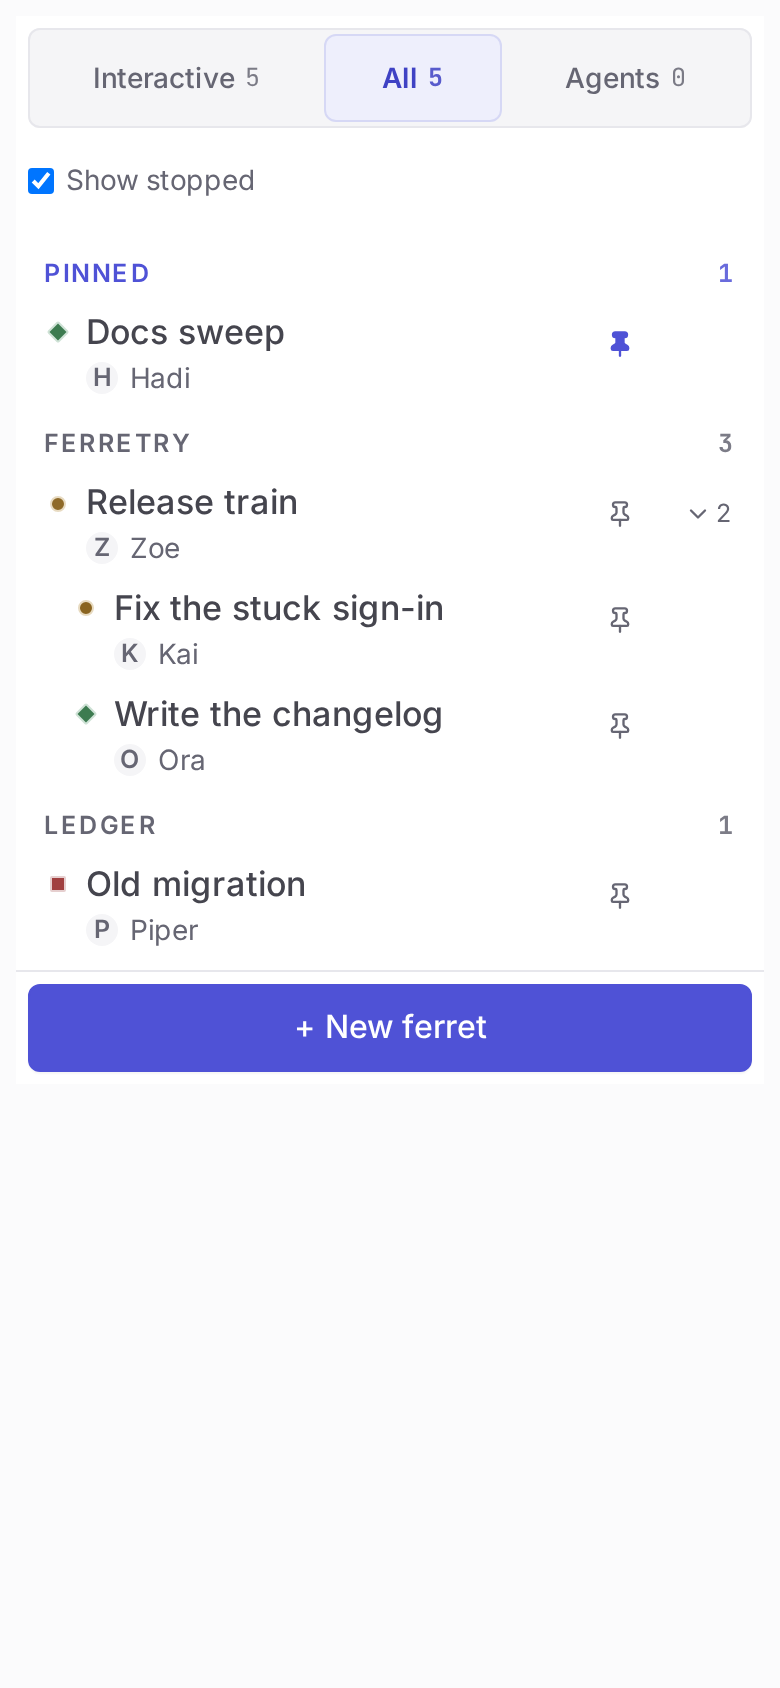 Interactive 5 All 5 Agents 0
Show stopped
PINNED 1
Docs sweep
H Hadi
FERRETRY 3
Release train 2
Z Zoe
Fix the stuck sign-in
K Kai
Write the changelog
O Ora
LEDGER 1
Old migration
P Piper
+ New ferret